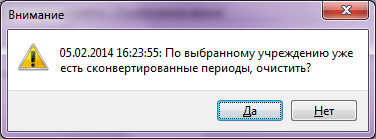 Внимание
05.02.2014 16:23:55: По выбранному учреждению уже
есть сконвертированные периоды, очистить?
Да
Нет